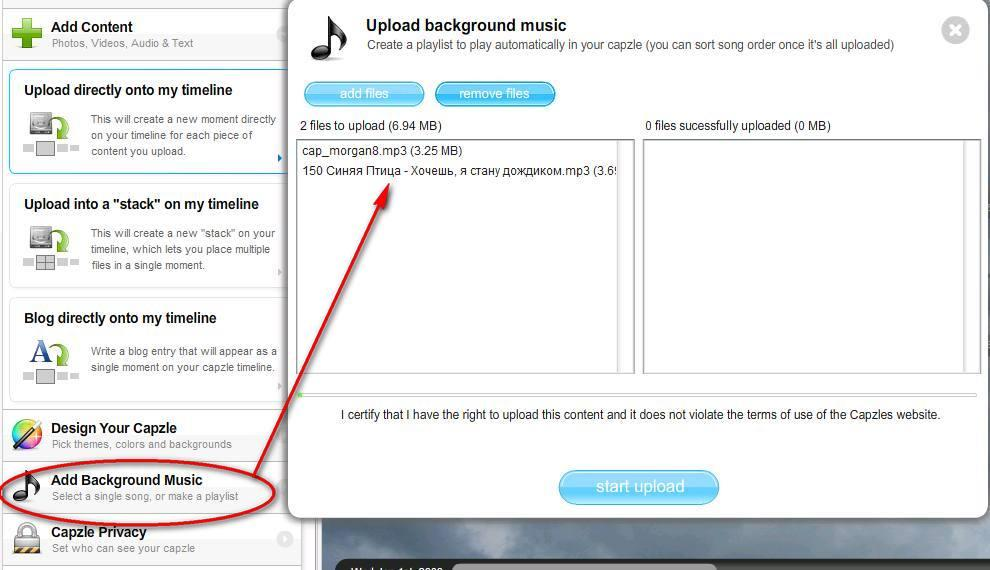 Add Content
Photos, Videos, Audio & Text
Upload directly onto my timeline
This will create a new moment directly
on your timeline for each piece of
content you upload.
Upload into a "stack" on my timeline
This will create a new "stack" on your
timeline, which lets you place multiple
files in a single moment.
Blog directly onto my timeline
Write a blog entry that will appear as a
single moment on your capzle timeline.
Design Your Capzle
Pick themes, colors and backgrounds
Add Background Music
Select a single song, or make a playlist
Capzle Privacy
Set who can see your capzle
Upload background music
Create a playlist to play automatically in your capzle (you can sort song order once it's all uploaded)
add files
remove files
2 files to upload (6.94 MB)
cap_morgan8.mp3 (3.25 MB)
150 Синяя Птица - Хочешь, я стану дождиком.mp3 (3.69
0 files sucessfully uploaded (0 MB)
I certify that I have the right to upload this content and it does not violate the terms of use of the Capzles website.
start upload